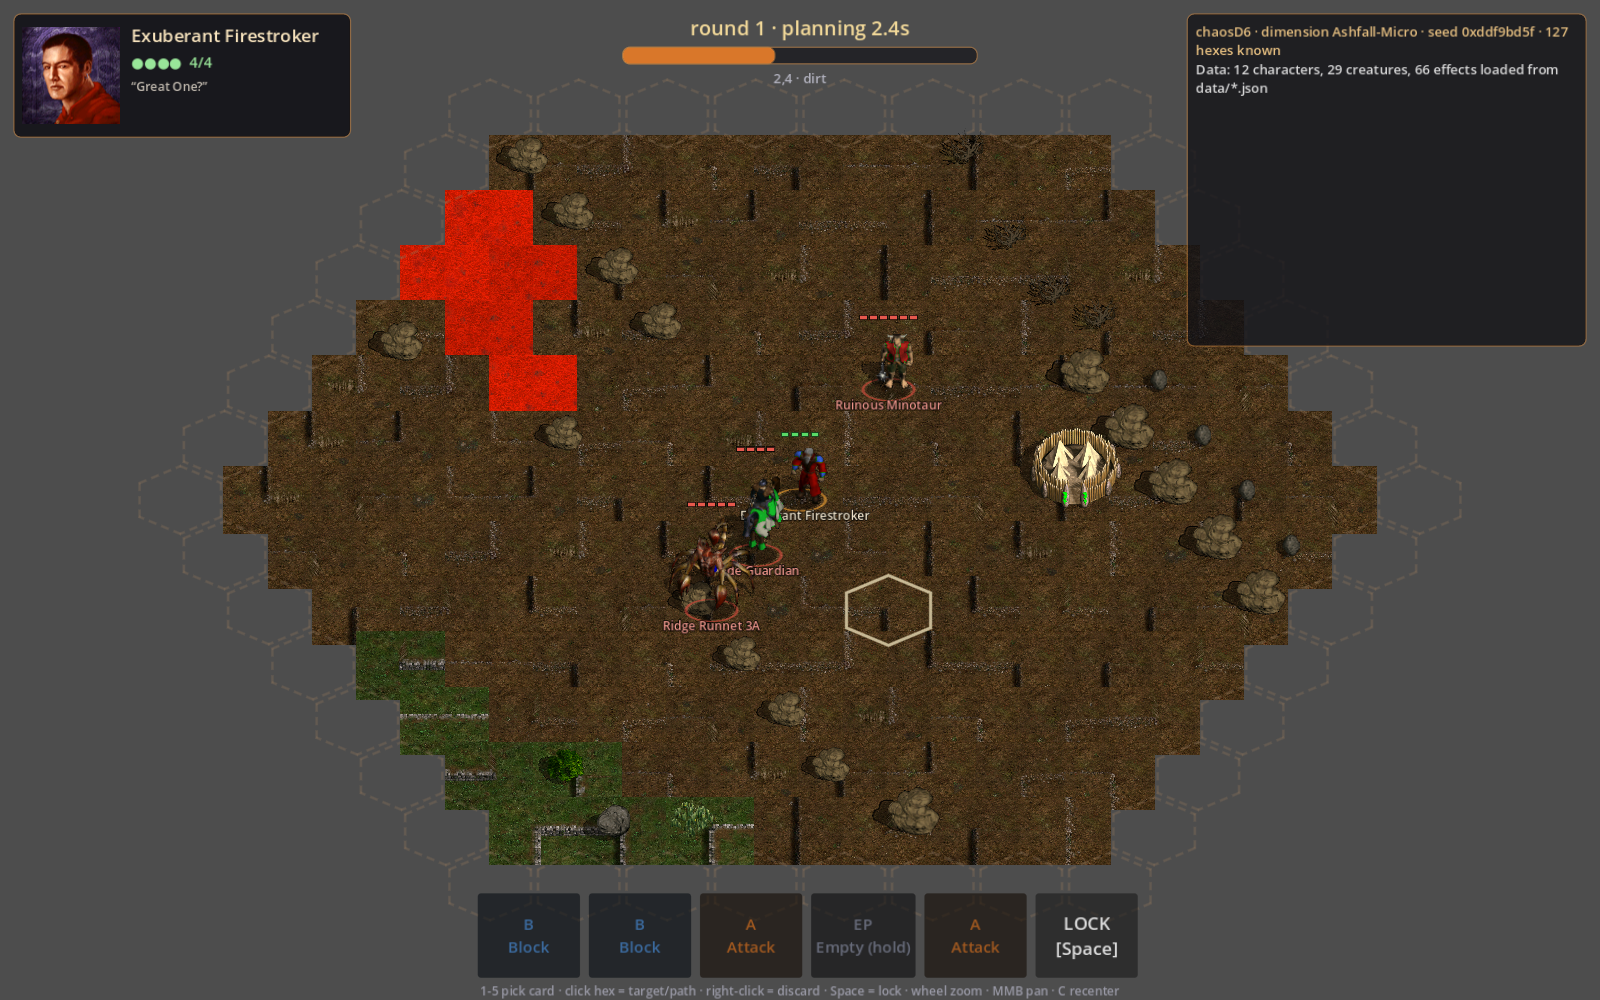 Exuberant Firestroker
4/4
“Great One?”
round 1 · planning 2.4s
2,4 · dirt
chaosD6 · dimension Ashfall-Micro · seed 0xddf9bd5f · 127
hexes known
Data: 12 characters, 29 creatures, 66 effects loaded from
data/*.json
Ruinous Minotaur
ant Firestroker
de Guardian
Ridge Runnet 3A
B
Block
B
Block
A
Attack
EP
Empty (hold)
A
Attack
LOCK
[Space]
1-5 pick card · click hex = target/path · right-click = discard · Space = lock · wheel zoom · MMB pan · C recenter